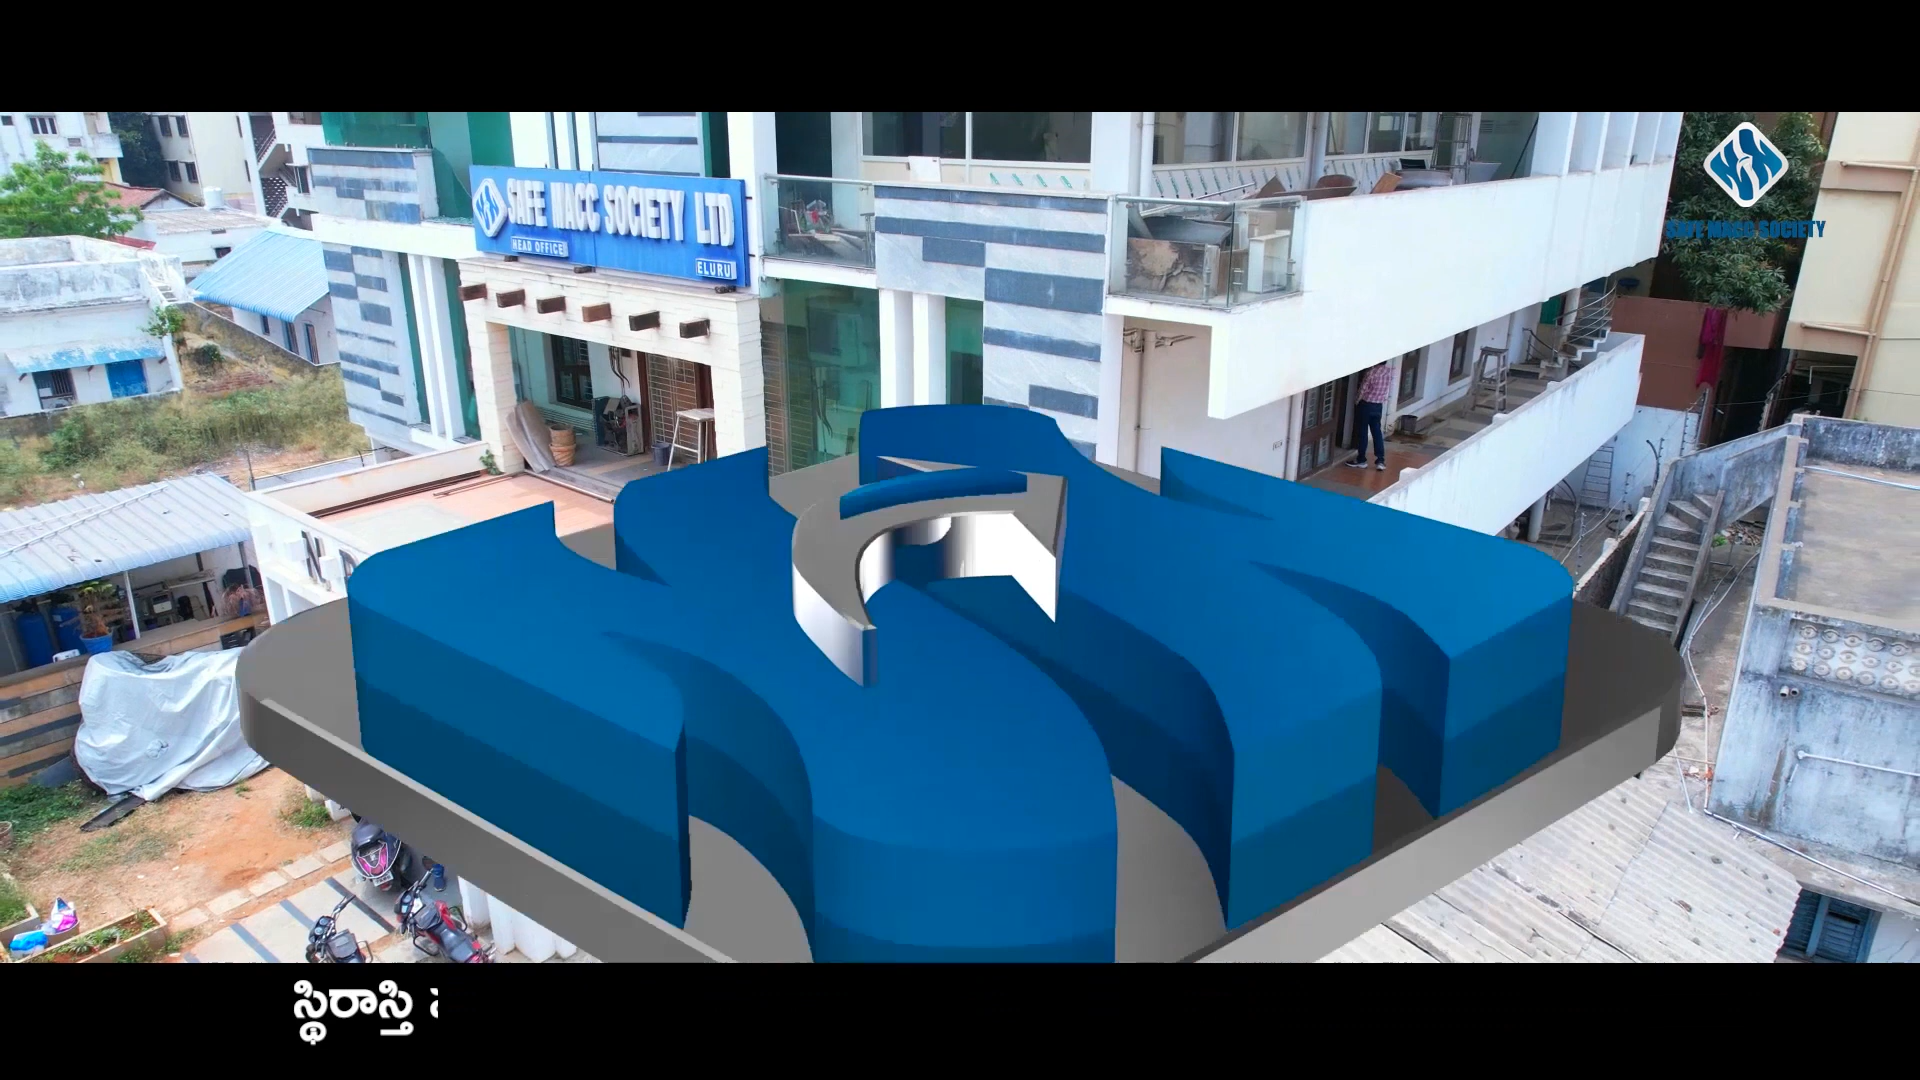 SAFE MACC SOCIETY LTD
HEAD OFFICE
ELURU
SAFE MACC SOCIETY
స్థిరాస్తి